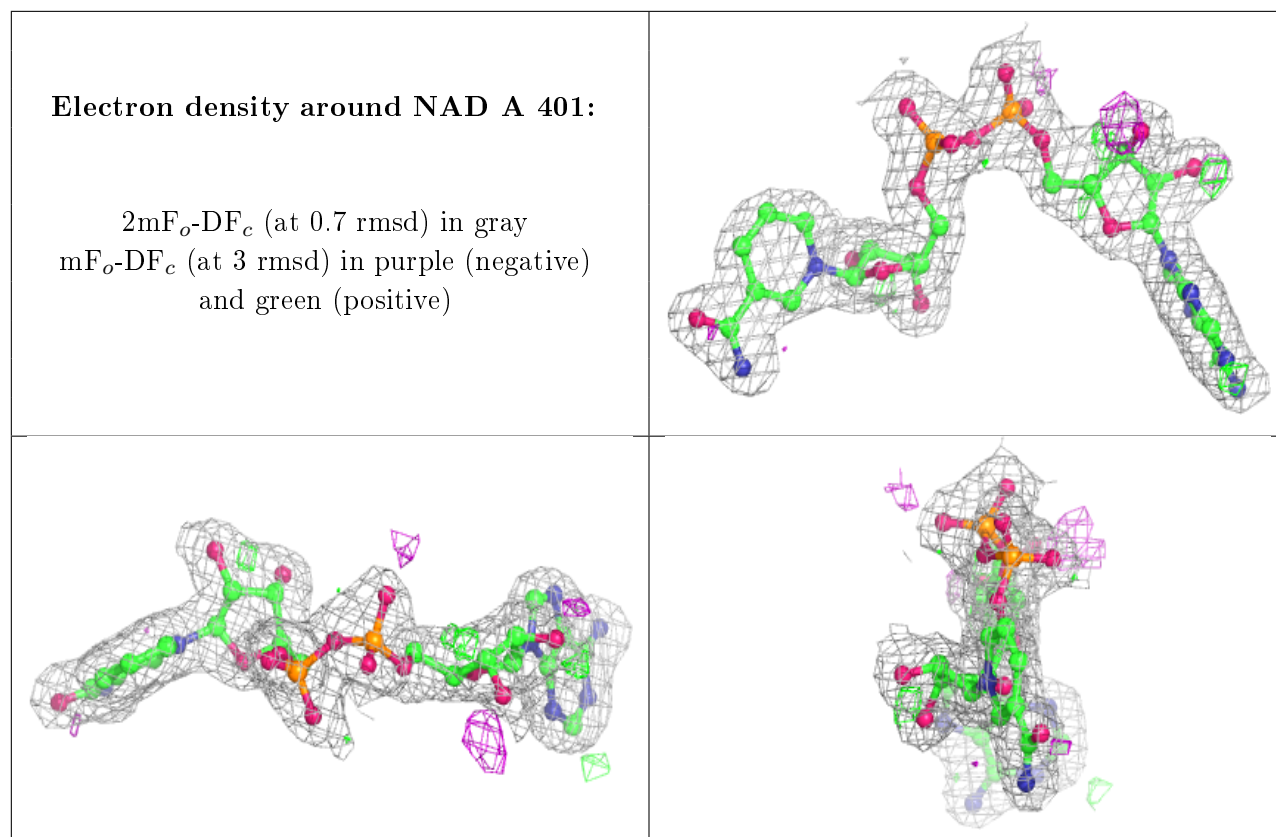 Electron density around NAD A 401:
2mFₒ-DF𝒸 (at 0.7 rmsd) in gray
mFₒ-DF𝒸 (at 3 rmsd) in purple (negative)
and green (positive)